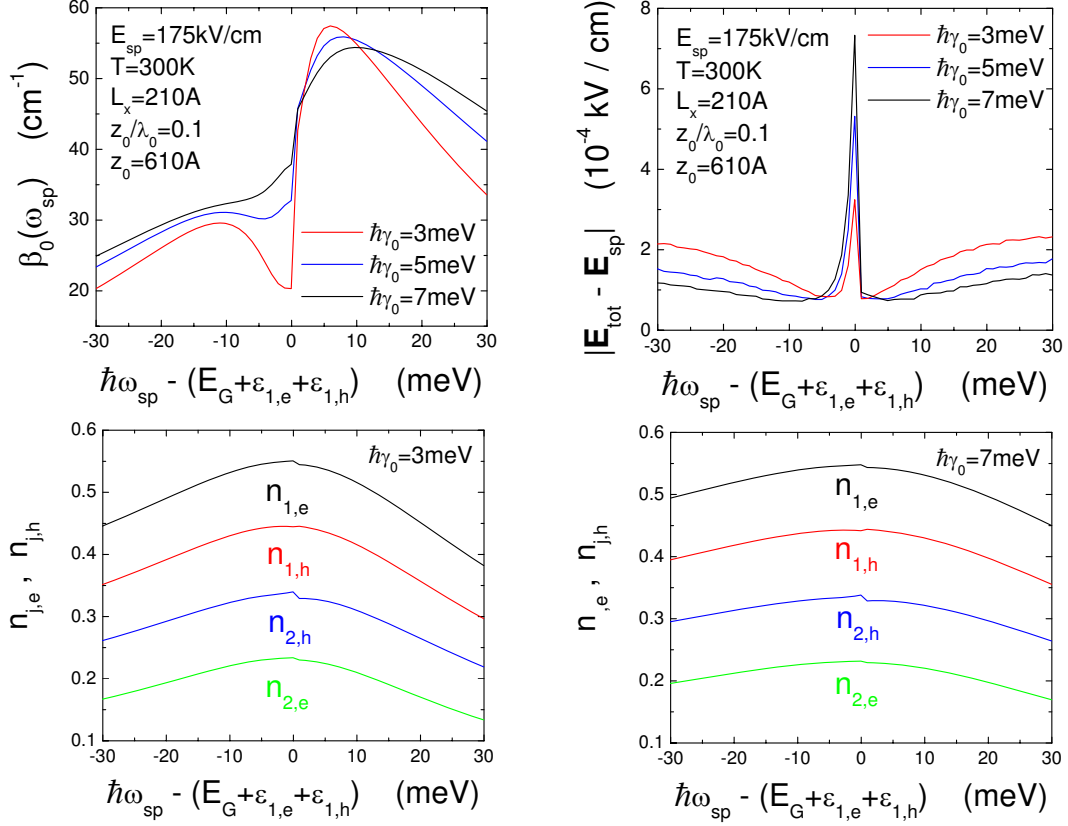 60
50
40
30
20
E_sp=175kV/cm
T=300K
L_x=210A
z_0/λ_0=0.1
z_0=610A
ħγ_0=3meV
ħγ_0=5meV
ħγ_0=7meV
β_0(ω_sp) (cm^-1)
-30 -20 -10 0 10 20 30
ħω_sp - (E_G+ε_1,e+ε_1,h) (meV)
8
6
4
2
0
E_sp=175kV/cm
T=300K
L_x=210A
z_0/λ_0=0.1
z_0=610A
ħγ_0=3meV
ħγ_0=5meV
ħγ_0=7meV
|E_tot - E_sp| (10^-4 kV / cm)
-30 -20 -10 0 10 20 30
ħω_sp - (E_G+ε_1,e+ε_1,h) (meV)
0.6
0.5
0.4
0.3
0.2
0.1
ħγ_0=3meV
n_1,e
n_1,h
n_2,h
n_2,e
n_j,e , n_j,h
-30 -20 -10 0 10 20 30
ħω_sp - (E_G+ε_1,e+ε_1,h) (meV)
0.6
0.5
0.4
0.3
0.2
0.1
ħγ_0=7meV
n_1,e
n_1,h
n_2,h
n_2,e
n_,e , n_j,h
-30 -20 -10 0 10 20 30
ħω_sp - (E_G+ε_1,e+ε_1,h) (meV)